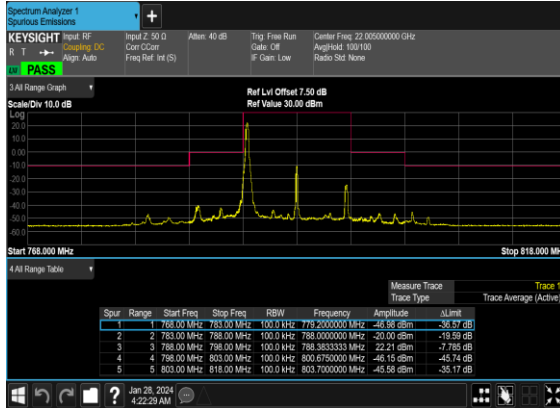 Spectrum Analyzer 1
Spurious Emissions
KEYSIGHT Input: RF Input Z: 50 Ω Atten: 40 dB Trig: Free Run Center Freq: 22.005000000 GHz
R T Coupling: DC Corr CCorr Gate: Off Avg|Hold: 100/100
Align: Auto Freq Ref: Int (S) IF Gain: Low Radio Std: None
PASS
3 All Range Graph
Ref Lvl Offset 7.50 dB
Scale/Div 10.0 dB Ref Value 30.00 dBm
Log
20.0
10.0
0.00
-10.0
-20.0
-30.0
-40.0
-50.0
-60.0
Start 768.000 MHz Stop 818.000 MH
4 All Range Table
Measure Trace Trace 1
Trace Type Trace Average (Active)
Spur Range Start Freq Stop Freq RBW Frequency Amplitude ΔLimit
1 1 768.00 MHz 783.00 MHz 100.0 kHz 779.2000000 MHz -46.98 dBm -36.57 dB
2 2 783.00 MHz 788.00 MHz 100.0 kHz 788.0000000 MHz -20.00 dBm -19.59 dB
3 3 788.00 MHz 798.00 MHz 100.0 kHz 788.3833333 MHz 22.21 dBm -7.785 dB
4 4 798.00 MHz 803.00 MHz 100.0 kHz 800.6750000 MHz -46.15 dBm -45.74 dB
5 5 803.00 MHz 818.00 MHz 100.0 kHz 803.7000000 MHz -45.58 dBm -35.17 dB
Jan 28, 2024
4:22:29 AM